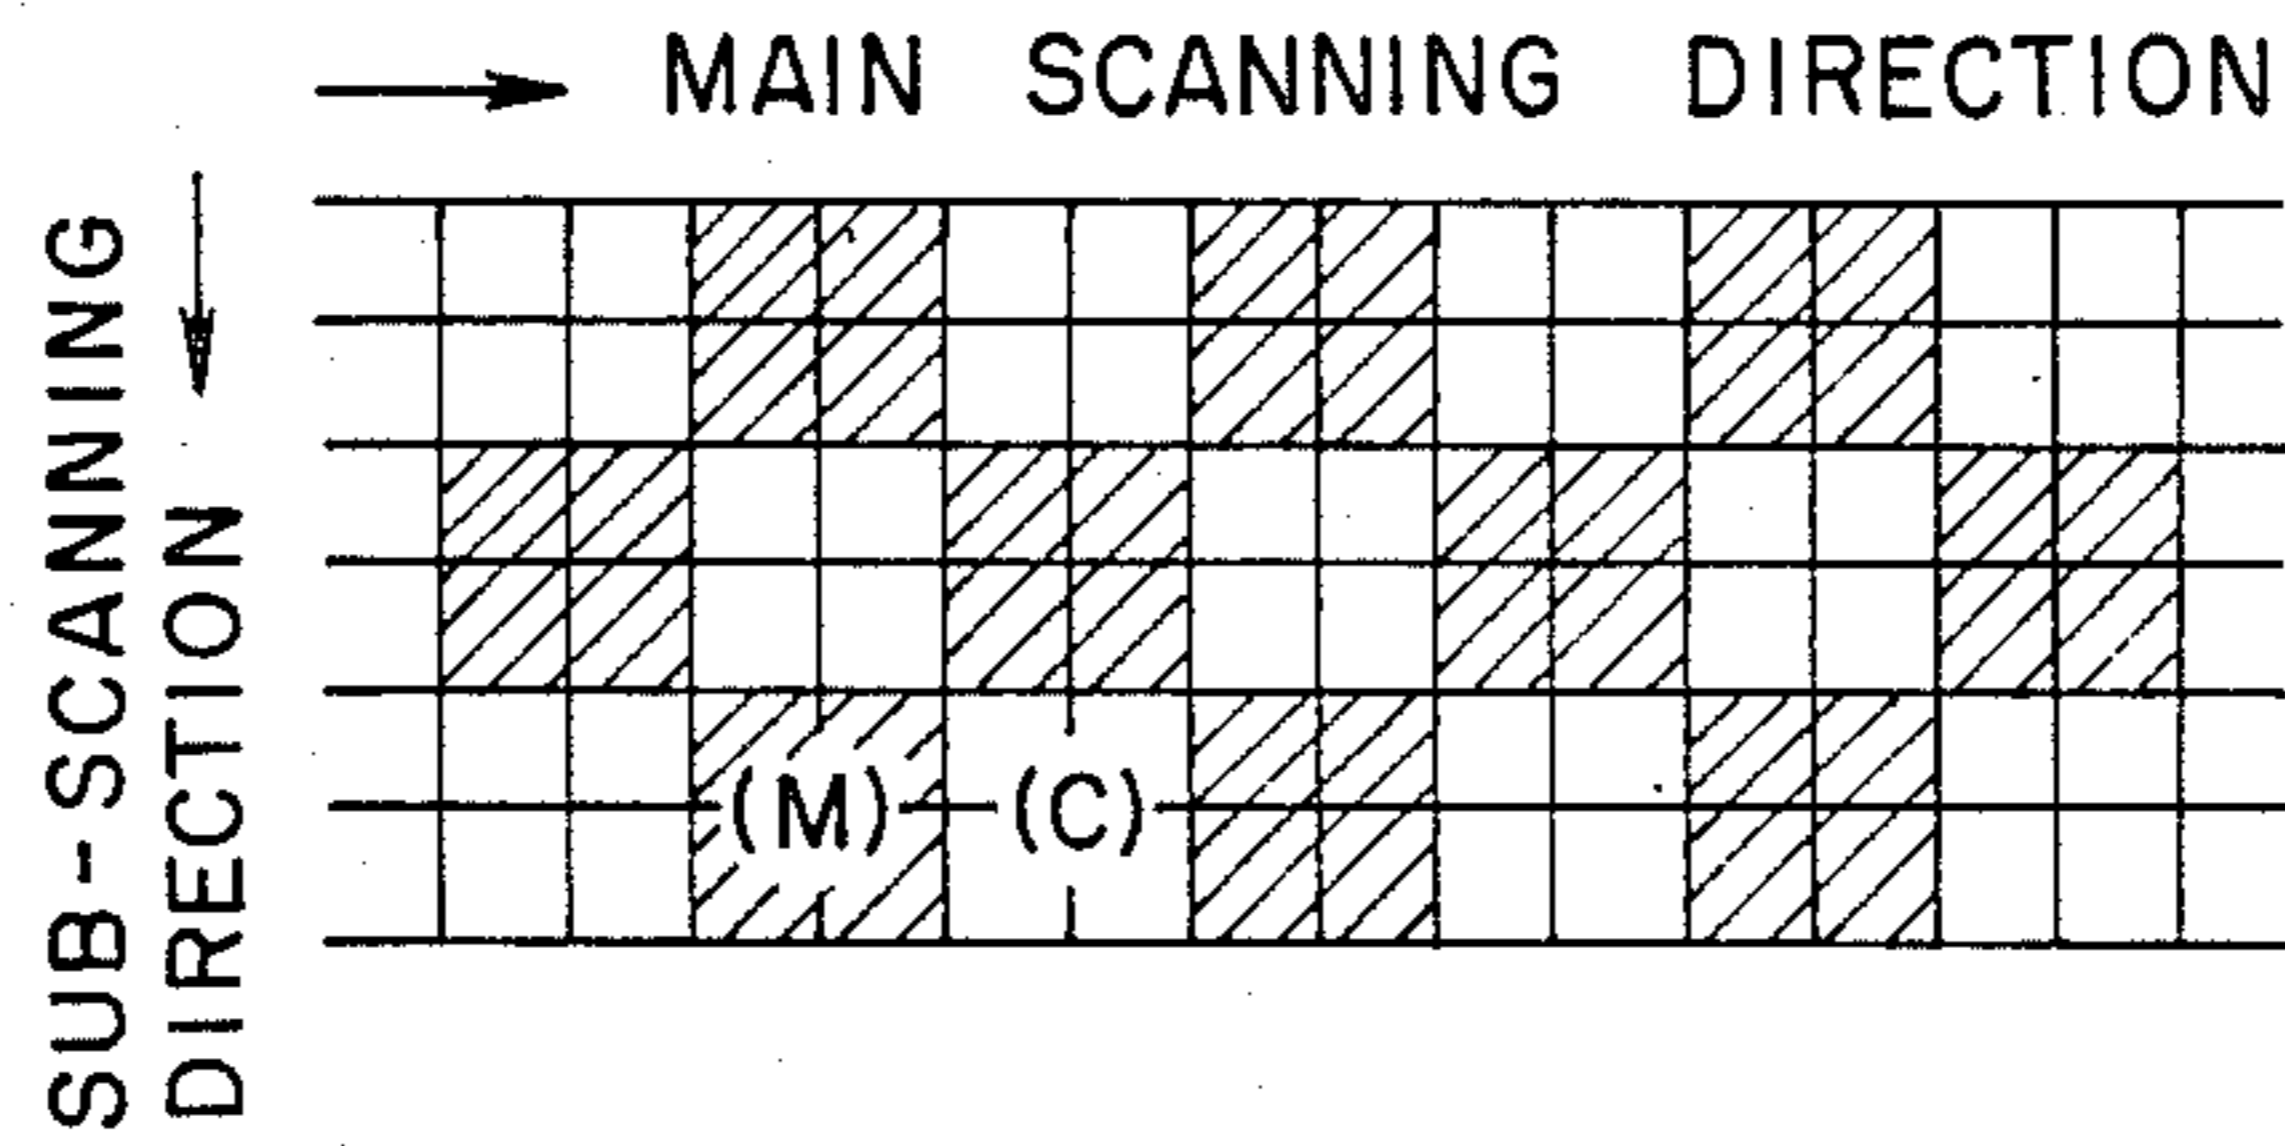 MAIN SCANNING DIRECTION
SUB-SCANNING
DIRECTION
(M) (C)